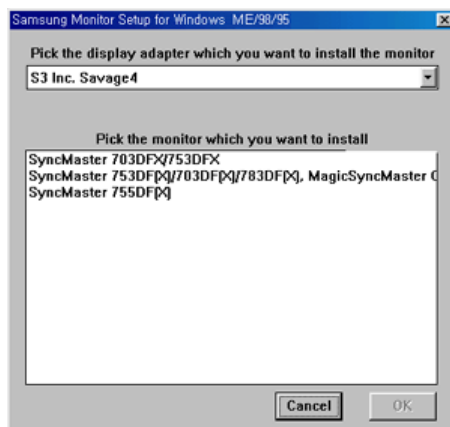 Samsung Monitor Setup for Windows ME/98/95
Pick the display adapter which you want to install the monitor
S3 Inc. Savage4
Pick the monitor which you want to install
SyncMaster 703DFX/753DFX
SyncMaster 753DF[X]/703DF[X]/783DF[X], MagicSyncMaster
SyncMaster 755DF[X]
Cancel
OK